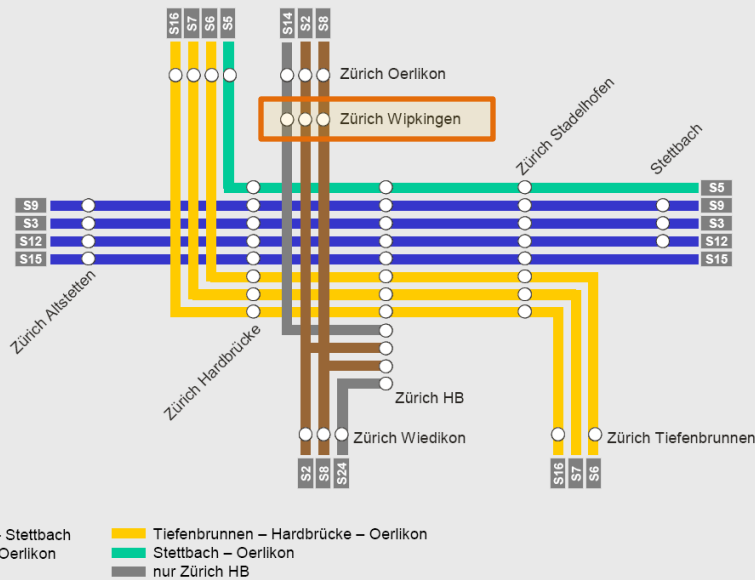 S16
S7
S6
S5
S14
S2
S8
Zürich Oerlikon
Zürich Wipkingen
Zürich Stadelhofen
Stettbach
S5
S9
S9
S3
S3
S12
S12
S15
S15
Zürich Altstetten
Zürich Hardbrücke
Zürich HB
Zürich Wiedikon
Zürich Tiefenbrunnen
S2
S8
S24
S16
S7
S6
- Stettbach
Oerlikon
Tiefenbrunnen – Hardbrücke – Oerlikon
Stettbach – Oerlikon
nur Zürich HB